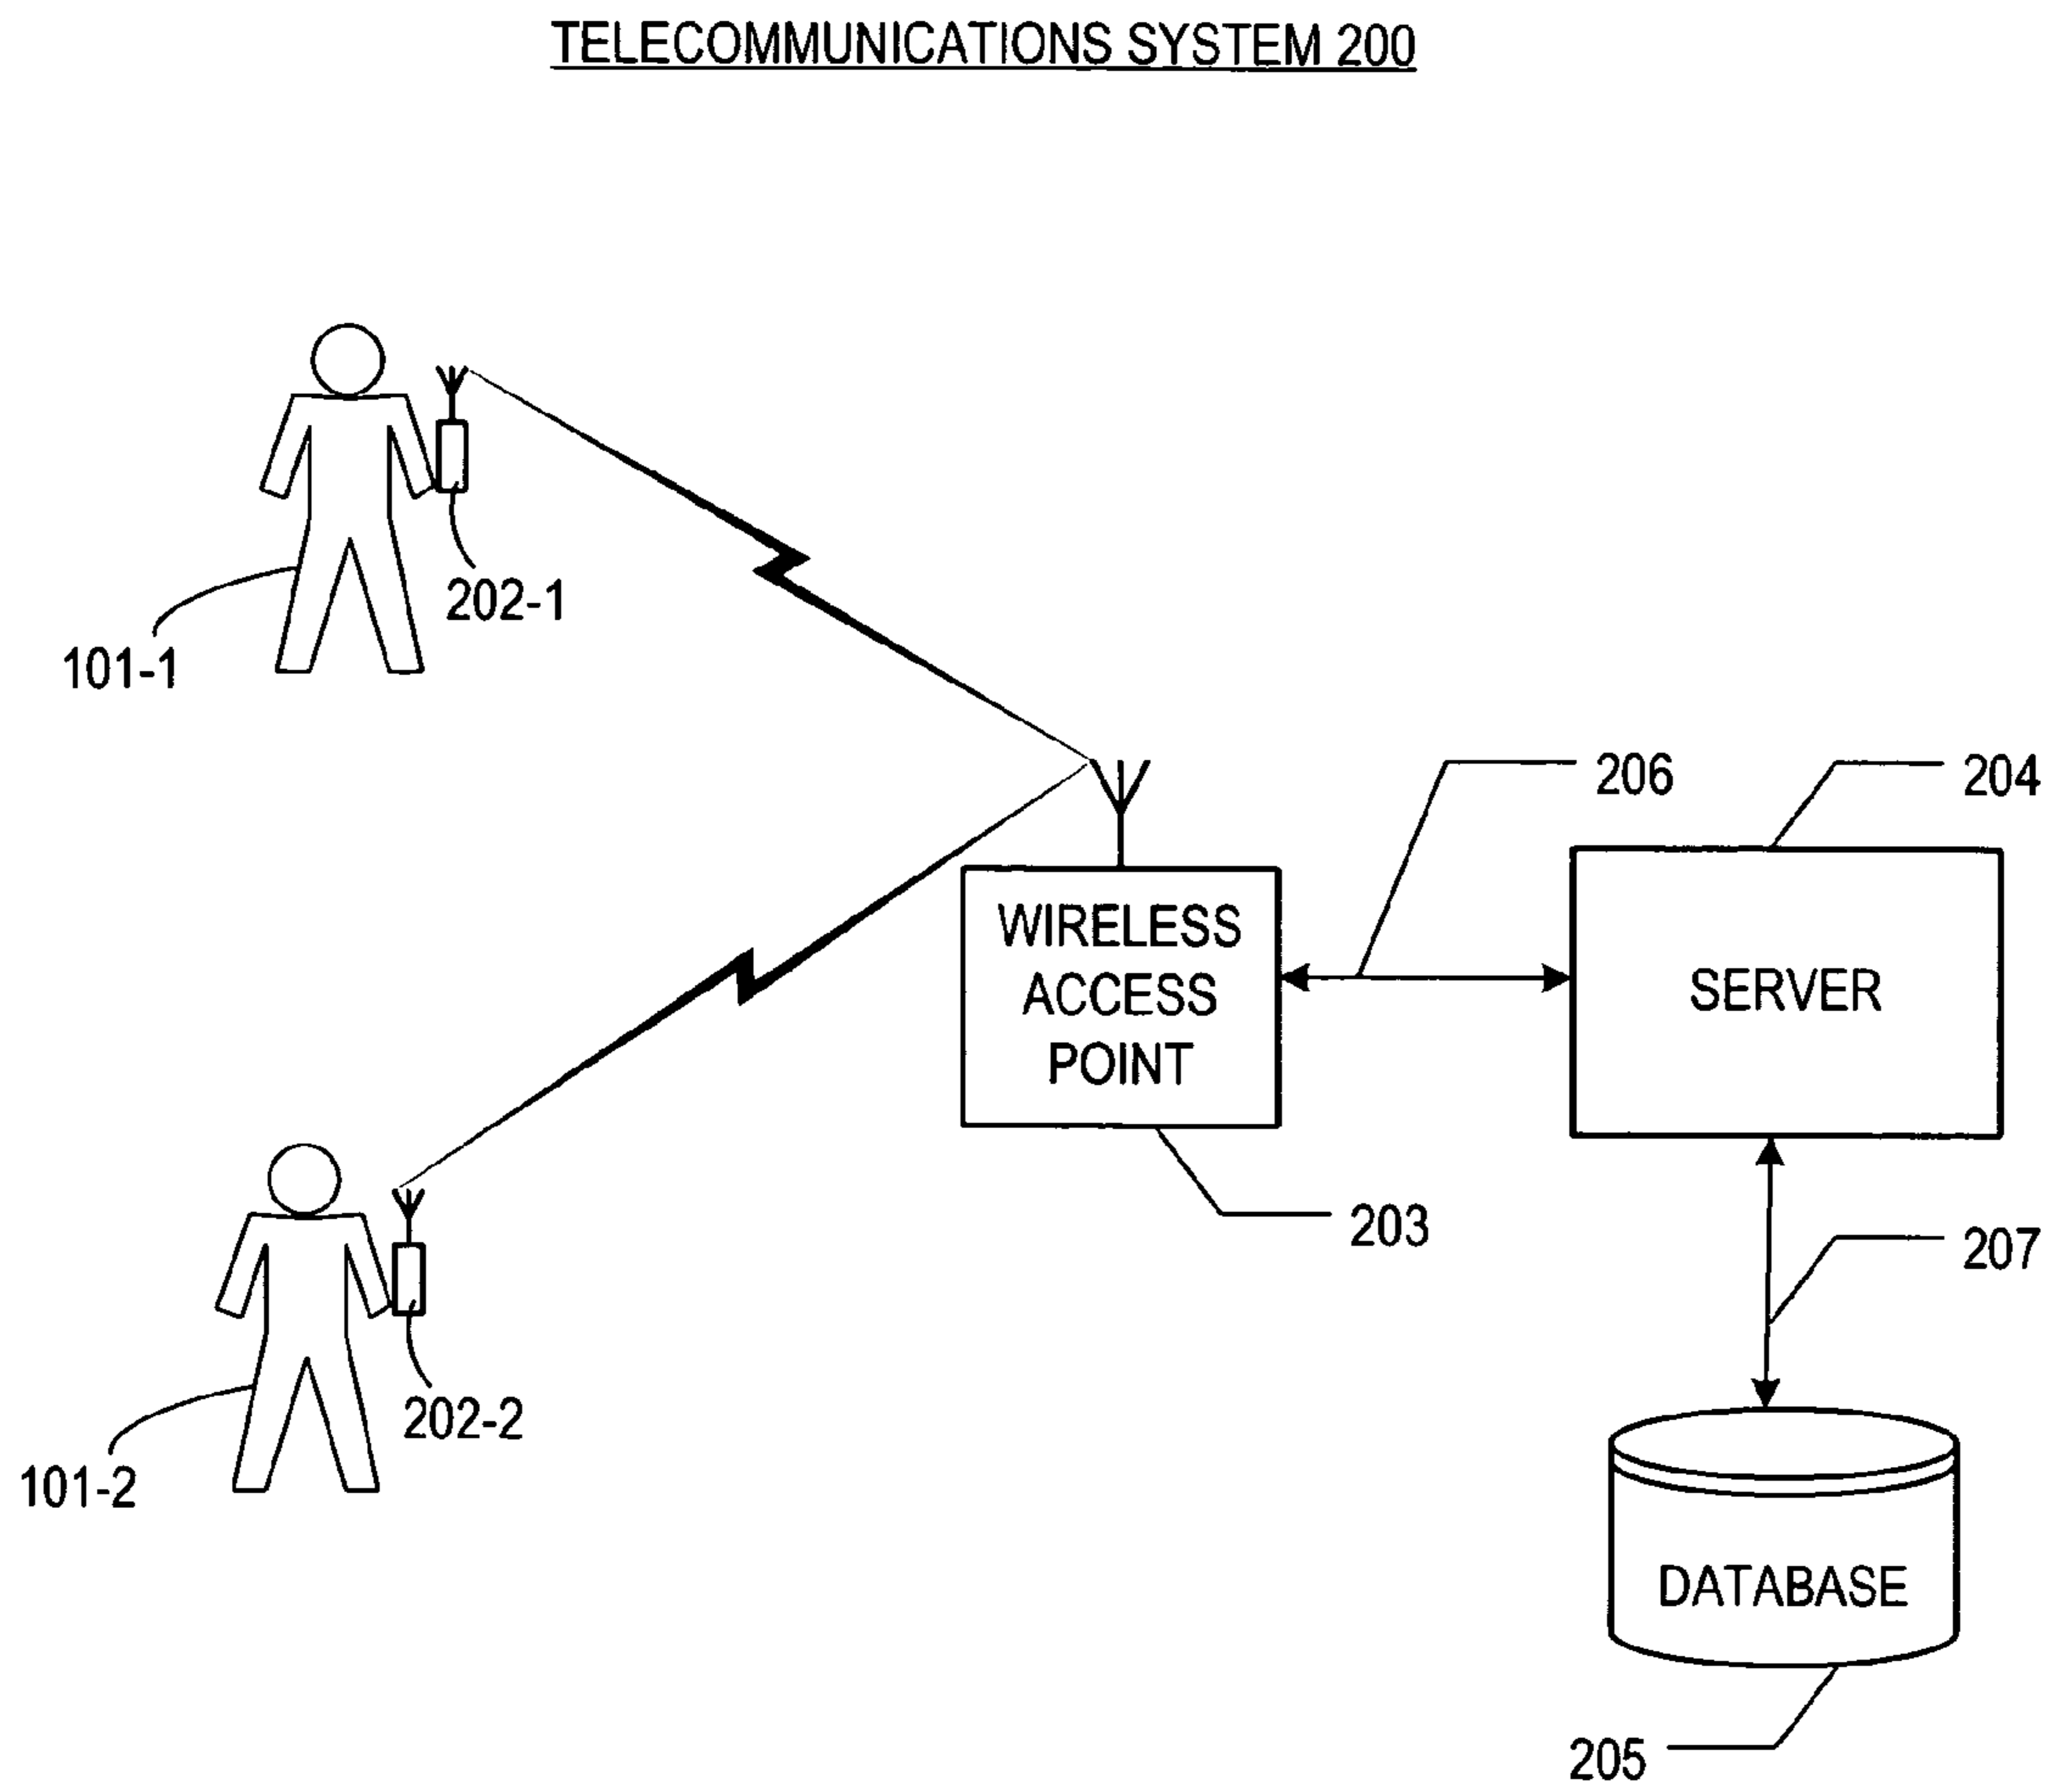 TELECOMMUNICATIONS SYSTEM 200
202-1
101-1
206
204
WIRELESS
ACCESS
POINT
SERVER
203
207
202-2
101-2
DATABASE
205